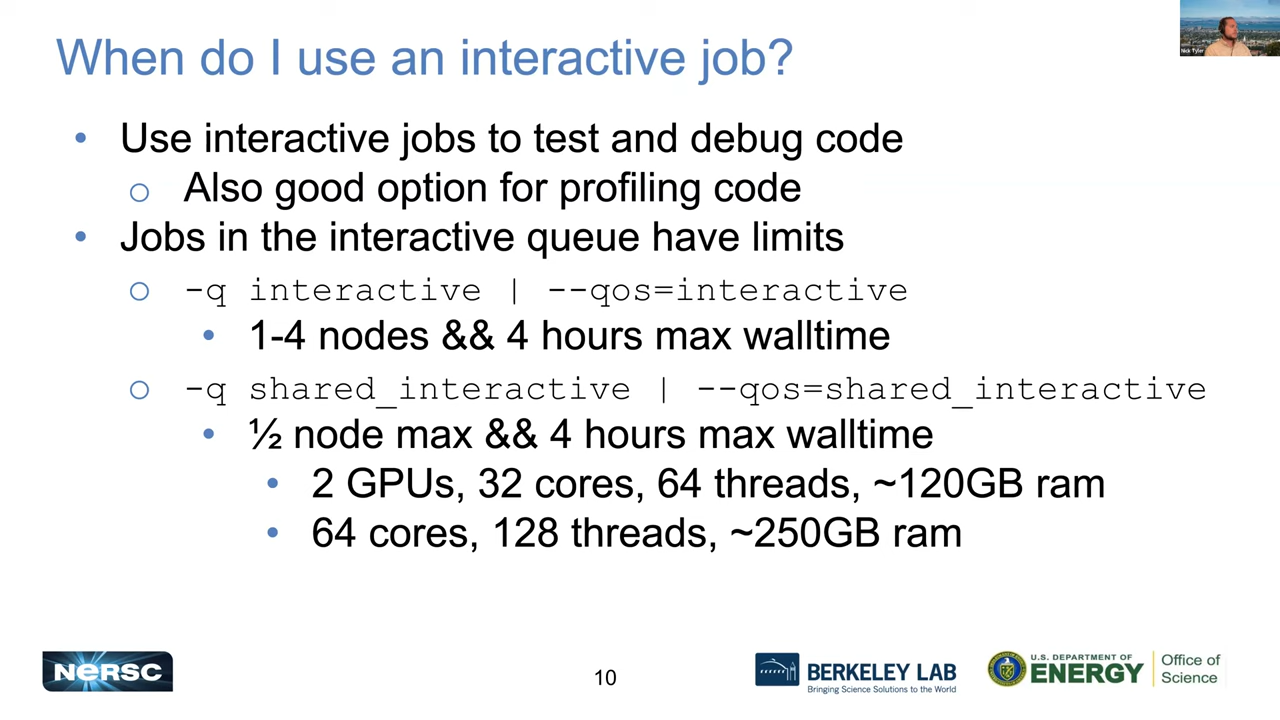 When do I use an interactive job?
Nick Tyler
• Use interactive jobs to test and debug code
○ Also good option for profiling code
• Jobs in the interactive queue have limits
○ -q interactive | --qos=interactive
• 1-4 nodes && 4 hours max walltime
○ -q shared_interactive | --qos=shared_interactive
• ½ node max && 4 hours max walltime
• 2 GPUs, 32 cores, 64 threads, ~120GB ram
• 64 cores, 128 threads, ~250GB ram
NERSC
10
BERKELEY LAB
Bringing Science Solutions to the World
U.S. DEPARTMENT OF
ENERGY
Office of
Science